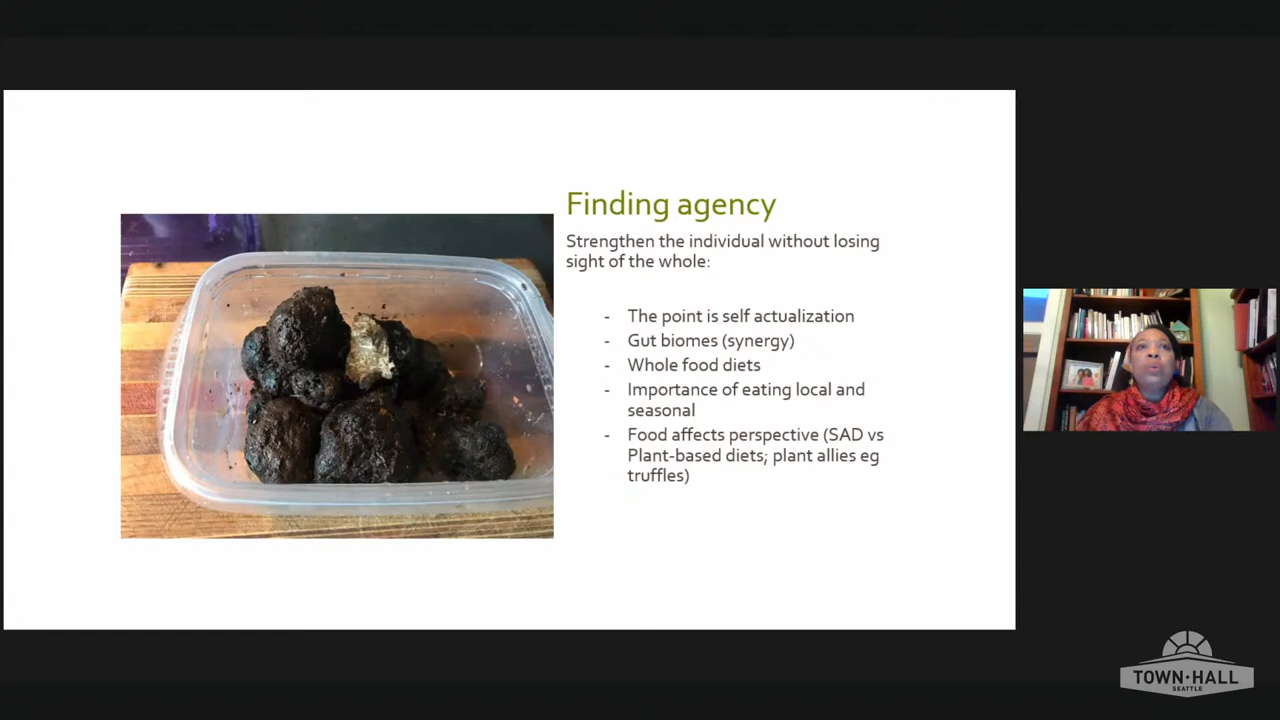 Finding agency
Strengthen the individual without losing
sight of the whole:
- The point is self actualization
- Gut biomes (synergy)
- Whole food diets
- Importance of eating local and
seasonal
- Food affects perspective (SAD vs
Plant-based diets; plant allies eg
truffles)
TOWN·HALL
SEATTLE